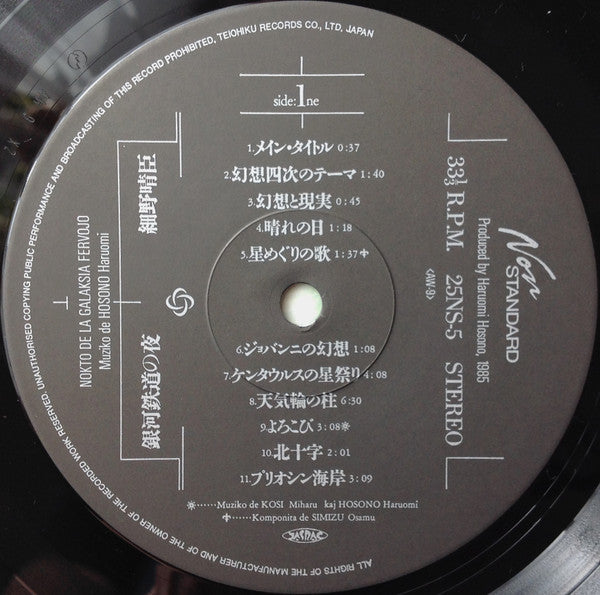 ALL RIGHTS OF THE MANUFACTURER AND OF THE OWNER OF THE RECORDED WORK RESERVED. UNAUTHORISED COPYING PUBLIC PERFORMANCE AND BROADCASTING OF THIS RECORD PROHIBITED, TEIOHIKU RECORDS CO., LTD, JAPAN
side:1ne
1.メイン・タイトル 0:37
2.幻想四次のテーマ 1:40
3.幻想と現実 0:45
4.晴れの日 1:18
5.星めぐりの歌 1:37
6.ジョバンニの幻想 1:08
7.ケンタウルスの星祭り 4:08
8.天気輪の柱 6:30
9.よろこび 3:08※
10.北十字 2:01
11.プリオシン海岸 3:09
※……Muziko de KOSI Miharu kaj HOSONO Haruomi
……Komponita de SIMIZU Osamu
JASRAC
銀河鉄道の夜
細野晴臣
NOKTO DE LA GALAKSIA FERVOJO
Muziko de HOSONO Haruomi
Non
STANDARD
Produced by Haruomi Hosono, 1985
<AW-9>
33⅓ R.P.M 25NS-5 STEREO